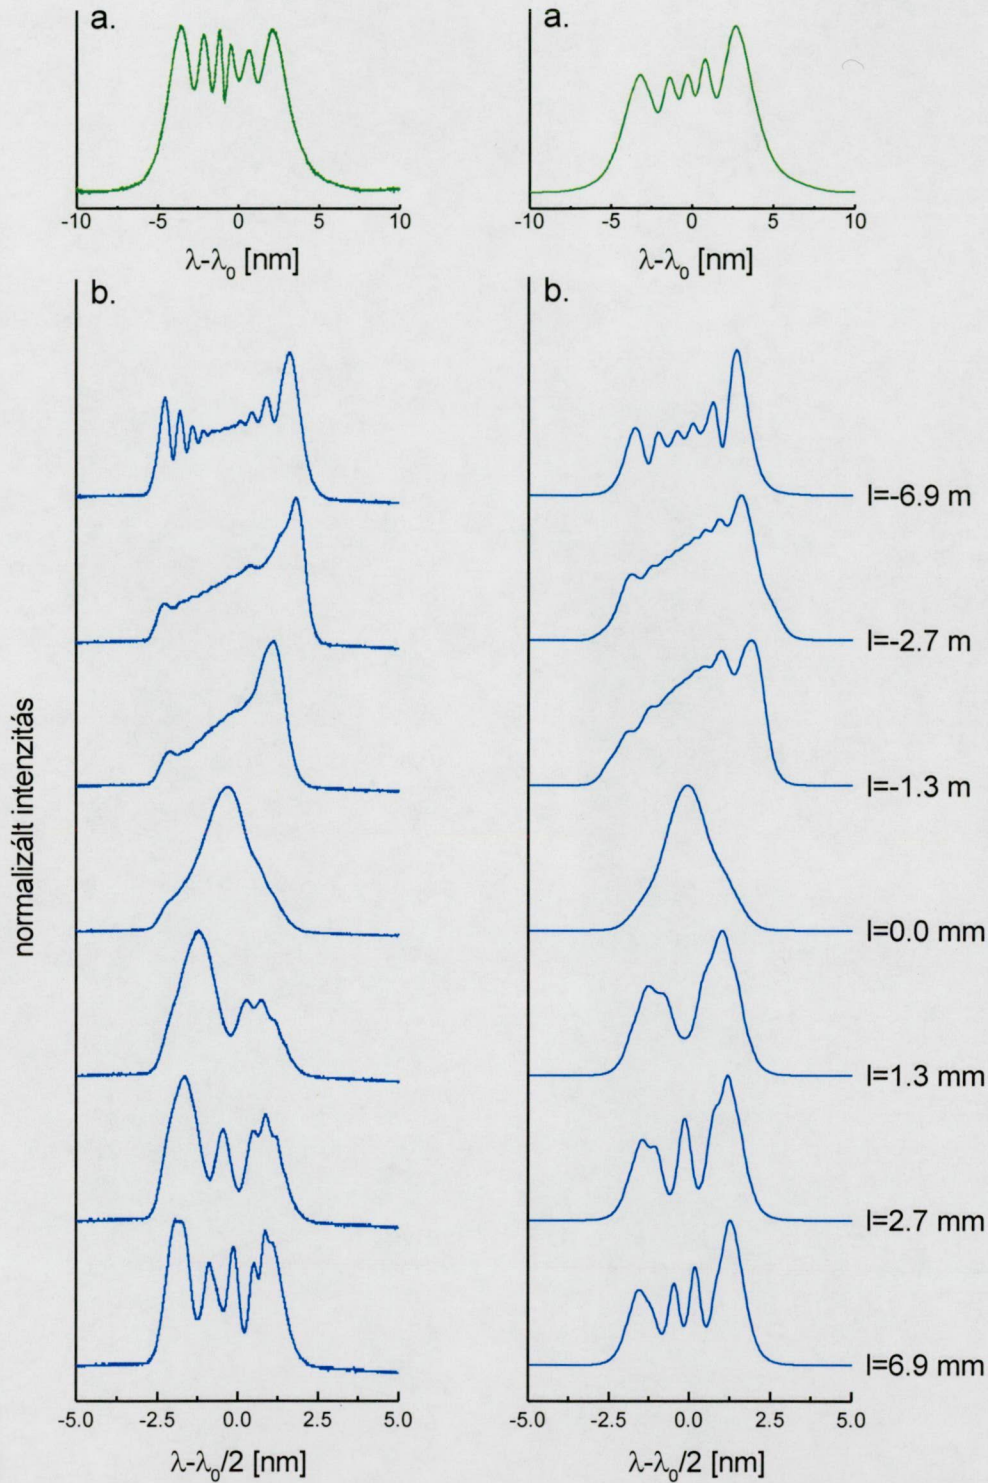 a. a.
-10 -5 0 5 10 -10 -5 0 5 10
λ-λ₀ [nm] λ-λ₀ [nm]
b. b.
l=-6.9 m
l=-2.7 m
l=-1.3 m
l=0.0 mm
l=1.3 mm
l=2.7 mm
l=6.9 mm
normalizált intenzitás
-5.0 -2.5 0.0 2.5 5.0 -5.0 -2.5 0.0 2.5 5.0
λ-λ₀/2 [nm] λ-λ₀/2 [nm]